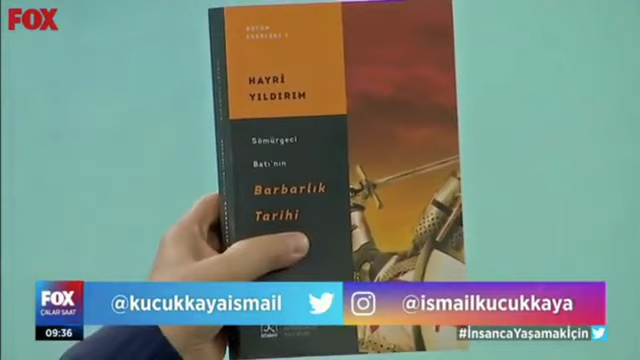 FOX
BÜTÜN
ESERLERİ
HAYRİ
YILDIRIM
Sömürgeci
Batı'nın
Barbarlık
Tarihi
FOX
ÇALAR SAAT
09:36
@kucukkayaismail
@ismailkucukkaya
#İnsancaYaşamakİçin